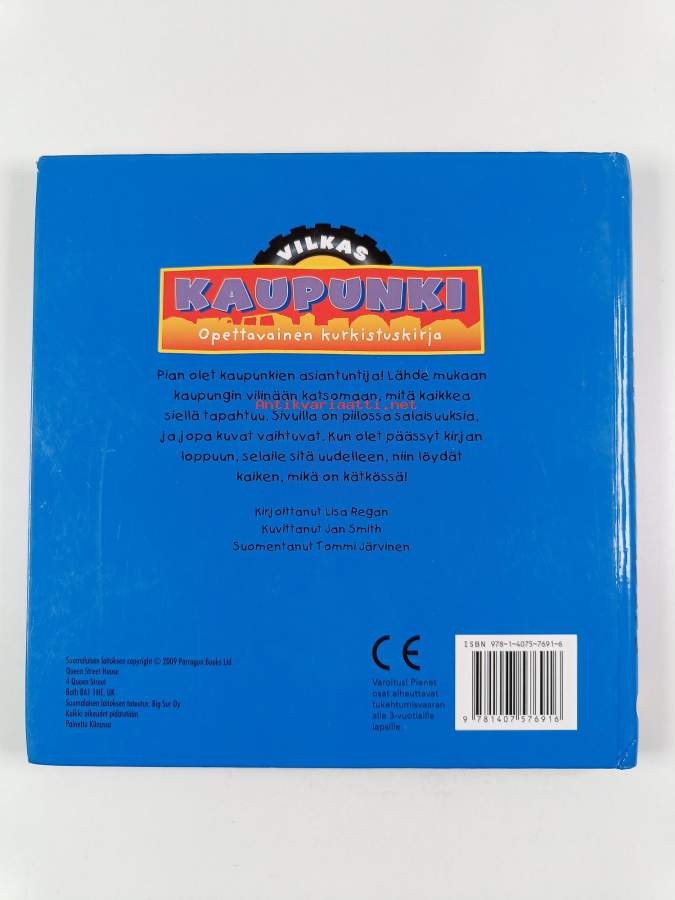 VILKAS
KAUPUNKI
Opettavainen kurkistuskirja
Pian olet kaupunkien asiantuntija! Lähde mukaan
kaupungin vilinään katsomaan, mitä kaikkea
Antikvariaatti.net
siellä tapahtuu. Sivuilla on piilossa salaisuuksia,
ja jopa kuvat vaihtuvat. Kun olet päässyt kirjan
loppuun, selaile sitä uudelleen, niin löydät
kaiken, mikä on kätkössä!
Kirjoittanut Lisa Regan
Kuvittanut Jan Smith
Suomentanut Tommi Järvinen
Suomalaisen laitoksen copyright © 2009 Parragon Books Ltd
Queen Street House
4 Queen Street
Bath BA1 1HE, UK
Suomalaisen laitoksen toteutus: Big Sur Oy
Kaikki oikeudet pidätetään
Painettu Kiinassa
CE
Varoitus! Pienet
osat aiheuttavat
tukehtumisvaaran
alle 3-vuotiaille
lapsille.
ISBN 978-1-4075-7691-6
9 781407 576916